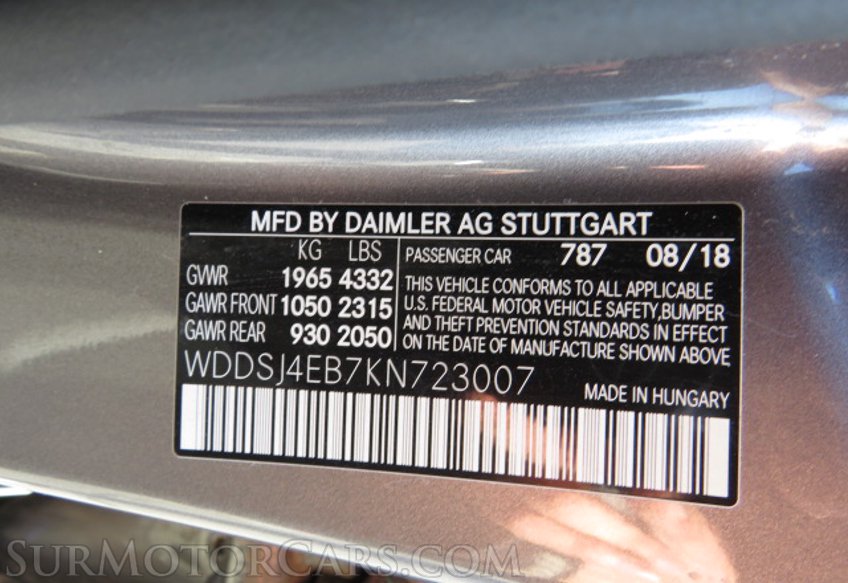 MFD BY DAIMLER AG STUTTGART
KG LBS
GVWR 1965 4332
GAWR FRONT 1050 2315
GAWR REAR 930 2050
PASSENGER CAR 787 08/18
THIS VEHICLE CONFORMS TO ALL APPLICABLE
U.S. FEDERAL MOTOR VEHICLE SAFETY,BUMPER
AND THEFT PREVENTION STANDARDS IN EFFECT
ON THE DATE OF MANUFACTURE SHOWN ABOVE.
WDDSJ4EB7KN723007
MADE IN HUNGARY
SURMOTORCARS.COM